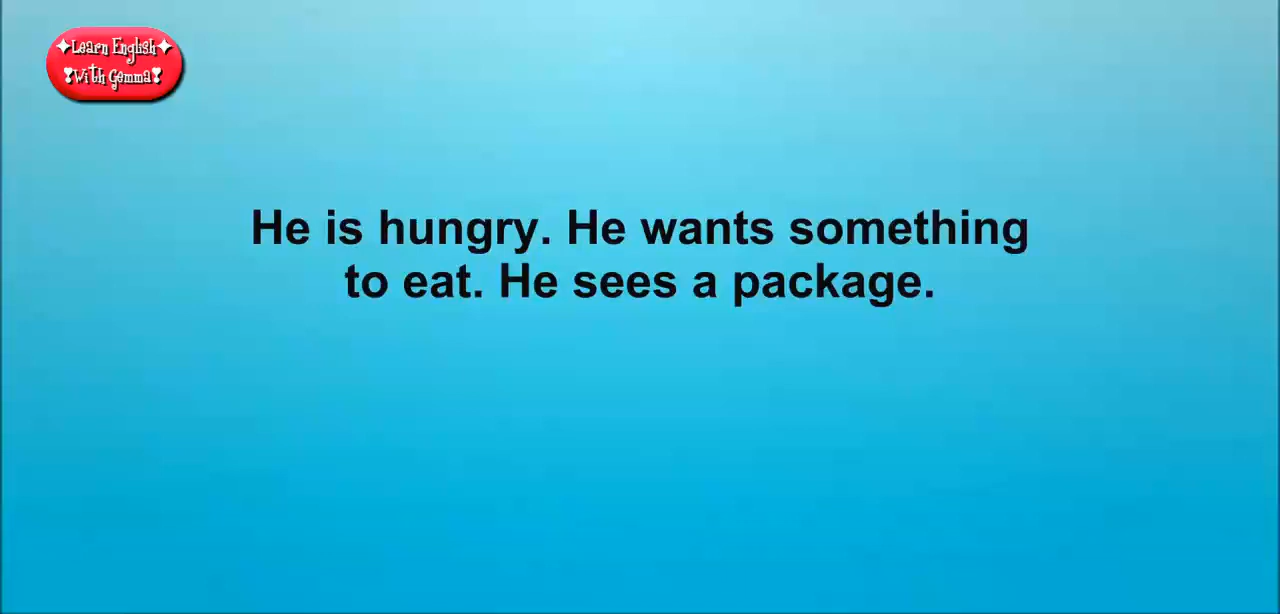 ✦Learn English✦
❣With Gemma❣
He is hungry. He wants something
to eat. He sees a package.